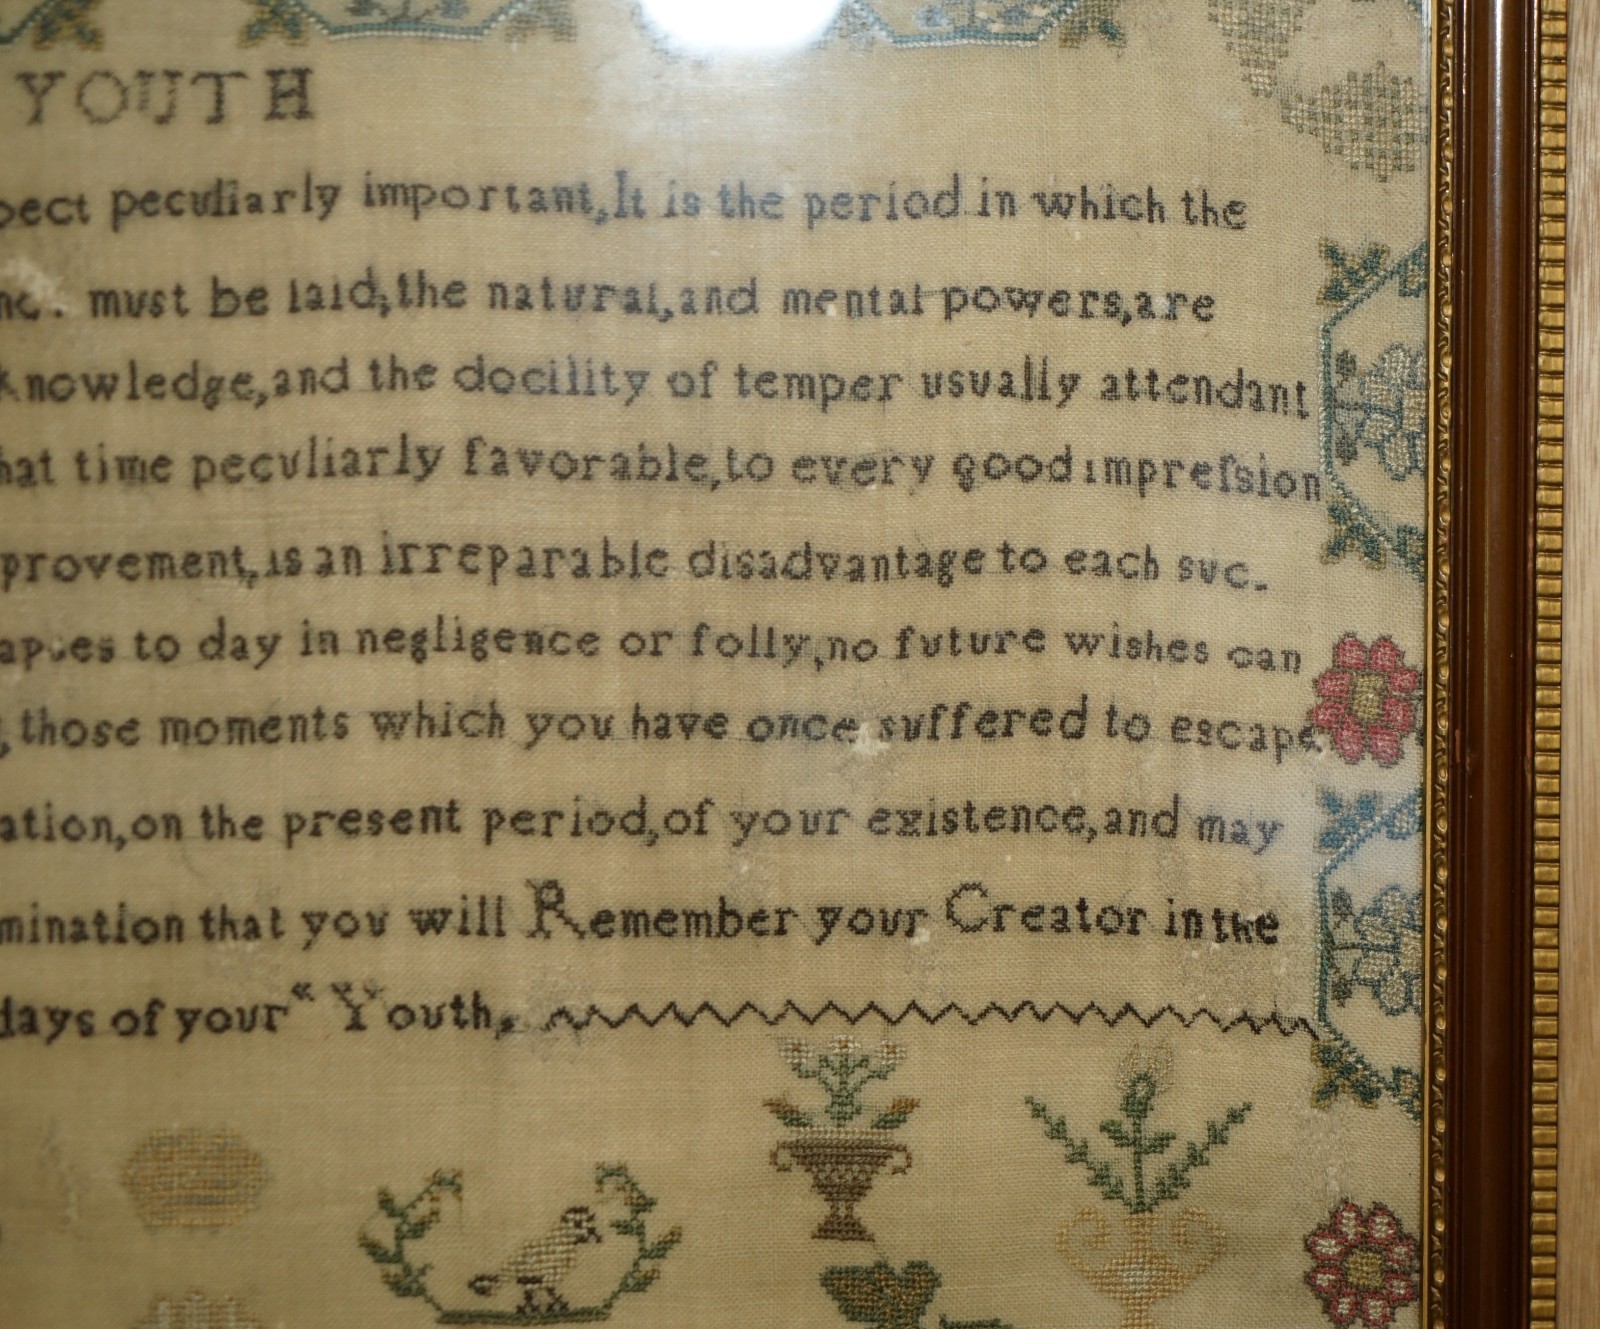 YOUTH
pect peculiarly important, It is the period in which the
must be laid, the natural, and mental powers, are
knowledge, and the docility of temper usually attendant
hat time peculiarly favorable, to every good impreſsion
provement, is an irreparable disadvantage to each suc-
apses to day in negligence or folly, no future wishes can
, those moments which you have once suffered to escape
ation, on the present period, of your existence, and may
mination that you will Remember your Creator in the
days of your " Youth,